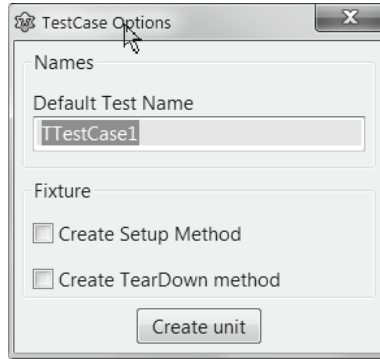 TestCase Options
Names
Default Test Name
TTestCase1
Fixture
Create Setup Method
Create TearDown method
Create unit